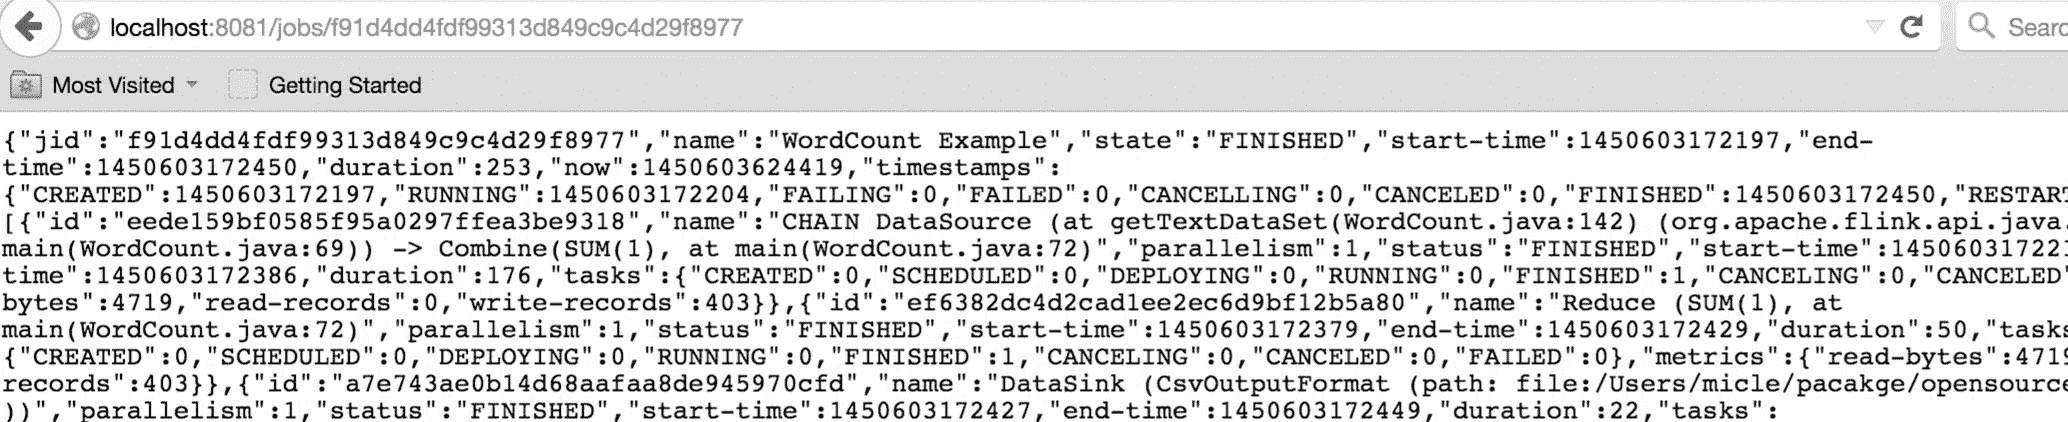 localhost:8081/jobs/f91d4dd4fdf99313d849c9c4d29f8977
Searc
Most Visited Getting Started
{"jid":"f91d4dd4fdf99313d849c9c4d29f8977","name":"WordCount Example","state":"FINISHED","start-time":1450603172197,"end-
time":1450603172450,"duration":253,"now":1450603624419,"timestamps":
{"CREATED":1450603172197,"RUNNING":1450603172204,"FAILING":0,"FAILED":0,"CANCELLING":0,"CANCELED":0,"FINISHED":1450603172450,"RESTART
[{"id":"eede159bf0585f95a0297ffea3be9318","name":"CHAIN DataSource (at getTextDataSet(WordCount.java:142) (org.apache.flink.api.java.
main(WordCount.java:69)) -> Combine(SUM(1), at main(WordCount.java:72)","parallelism":1,"status":"FINISHED","start-time":145060317221
time":1450603172386,"duration":176,"tasks":{"CREATED":0,"SCHEDULED":0,"DEPLOYING":0,"RUNNING":0,"FINISHED":1,"CANCELING":0,"CANCELED
bytes":4719,"read-records":0,"write-records":403}},{"id":"ef6382dc4d2cad1ee2ec6d9bf12b5a80","name":"Reduce (SUM(1), at
main(WordCount.java:72)","parallelism":1,"status":"FINISHED","start-time":1450603172379,"end-time":1450603172429,"duration":50,"tasks
{"CREATED":0,"SCHEDULED":0,"DEPLOYING":0,"RUNNING":0,"FINISHED":1,"CANCELING":0,"CANCELED":0,"FAILED":0},"metrics":{"read-bytes":4719
records":403}},{"id":"a7e743ae0b14d68aafaa8de945970cfd","name":"DataSink (CsvOutputFormat (path: file:/Users/micle/pacakge/opensource
))","parallelism":1,"status":"FINISHED","start-time":1450603172427,"end-time":1450603172449,"duration":22,"tasks":